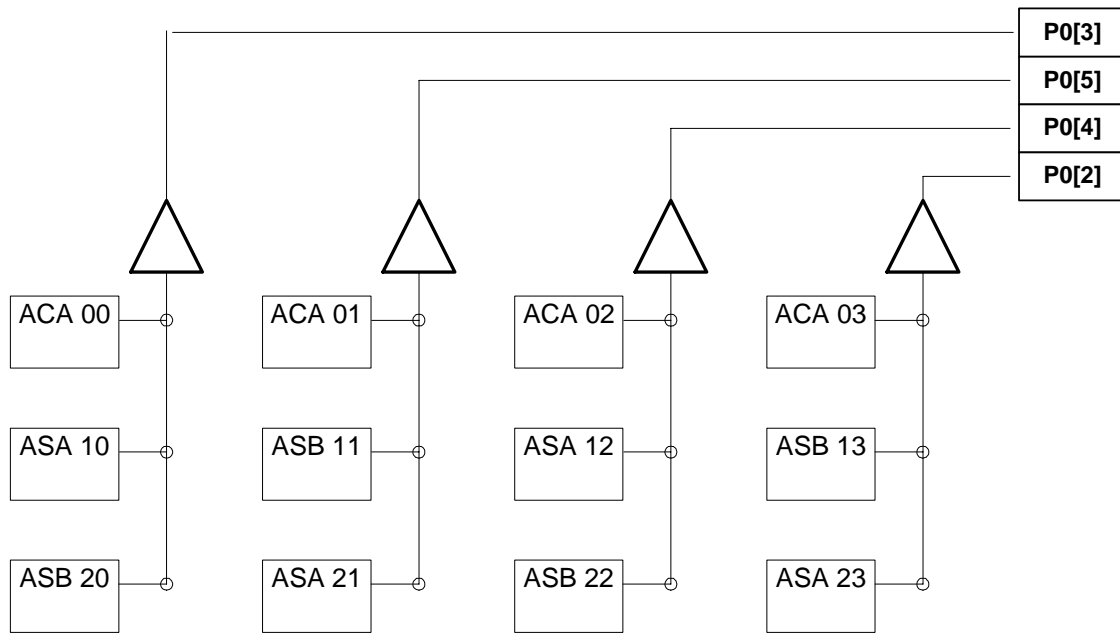 P0[3]
P0[5]
P0[4]
P0[2]
ACA 00
ACA 01
ACA 02
ACA 03
ASA 10
ASB 11
ASA 12
ASB 13
ASB 20
ASA 21
ASB 22
ASA 23